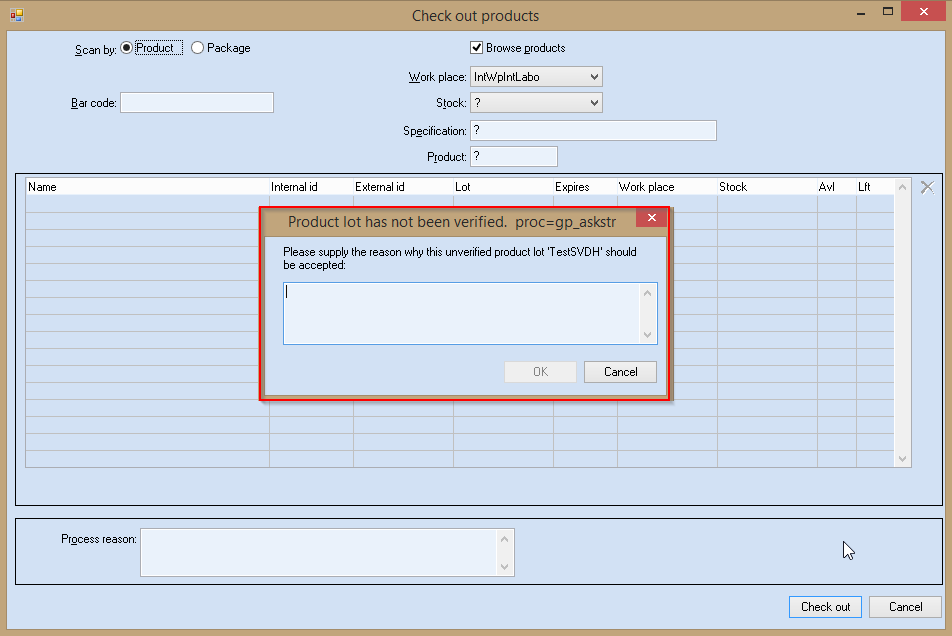 Check out products
Scan by: Product Package
Browse products
Work place: IntWpIntLabo
Bar code:
Stock: ?
Specification: ?
Product: ?
Name Internal id External id Lot Expires Work place Stock Avl Lft
Product lot has not been verified. proc=gp_askstr
Please supply the reason why this unverified product lot 'TestSVDH' should
be accepted:
OK Cancel
Process reason:
Check out Cancel